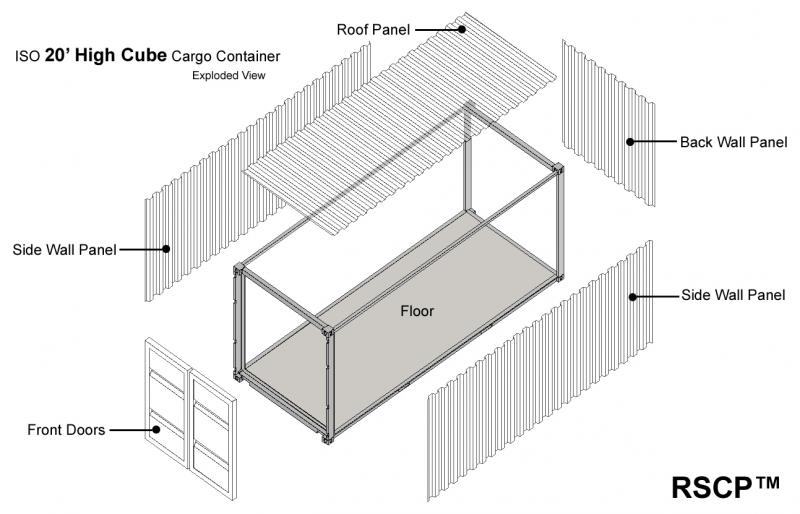 Roof Panel
ISO 20’ High Cube Cargo Container
Exploded View
Back Wall Panel
Side Wall Panel
Side Wall Panel
Floor
Front Doors
RSCP™